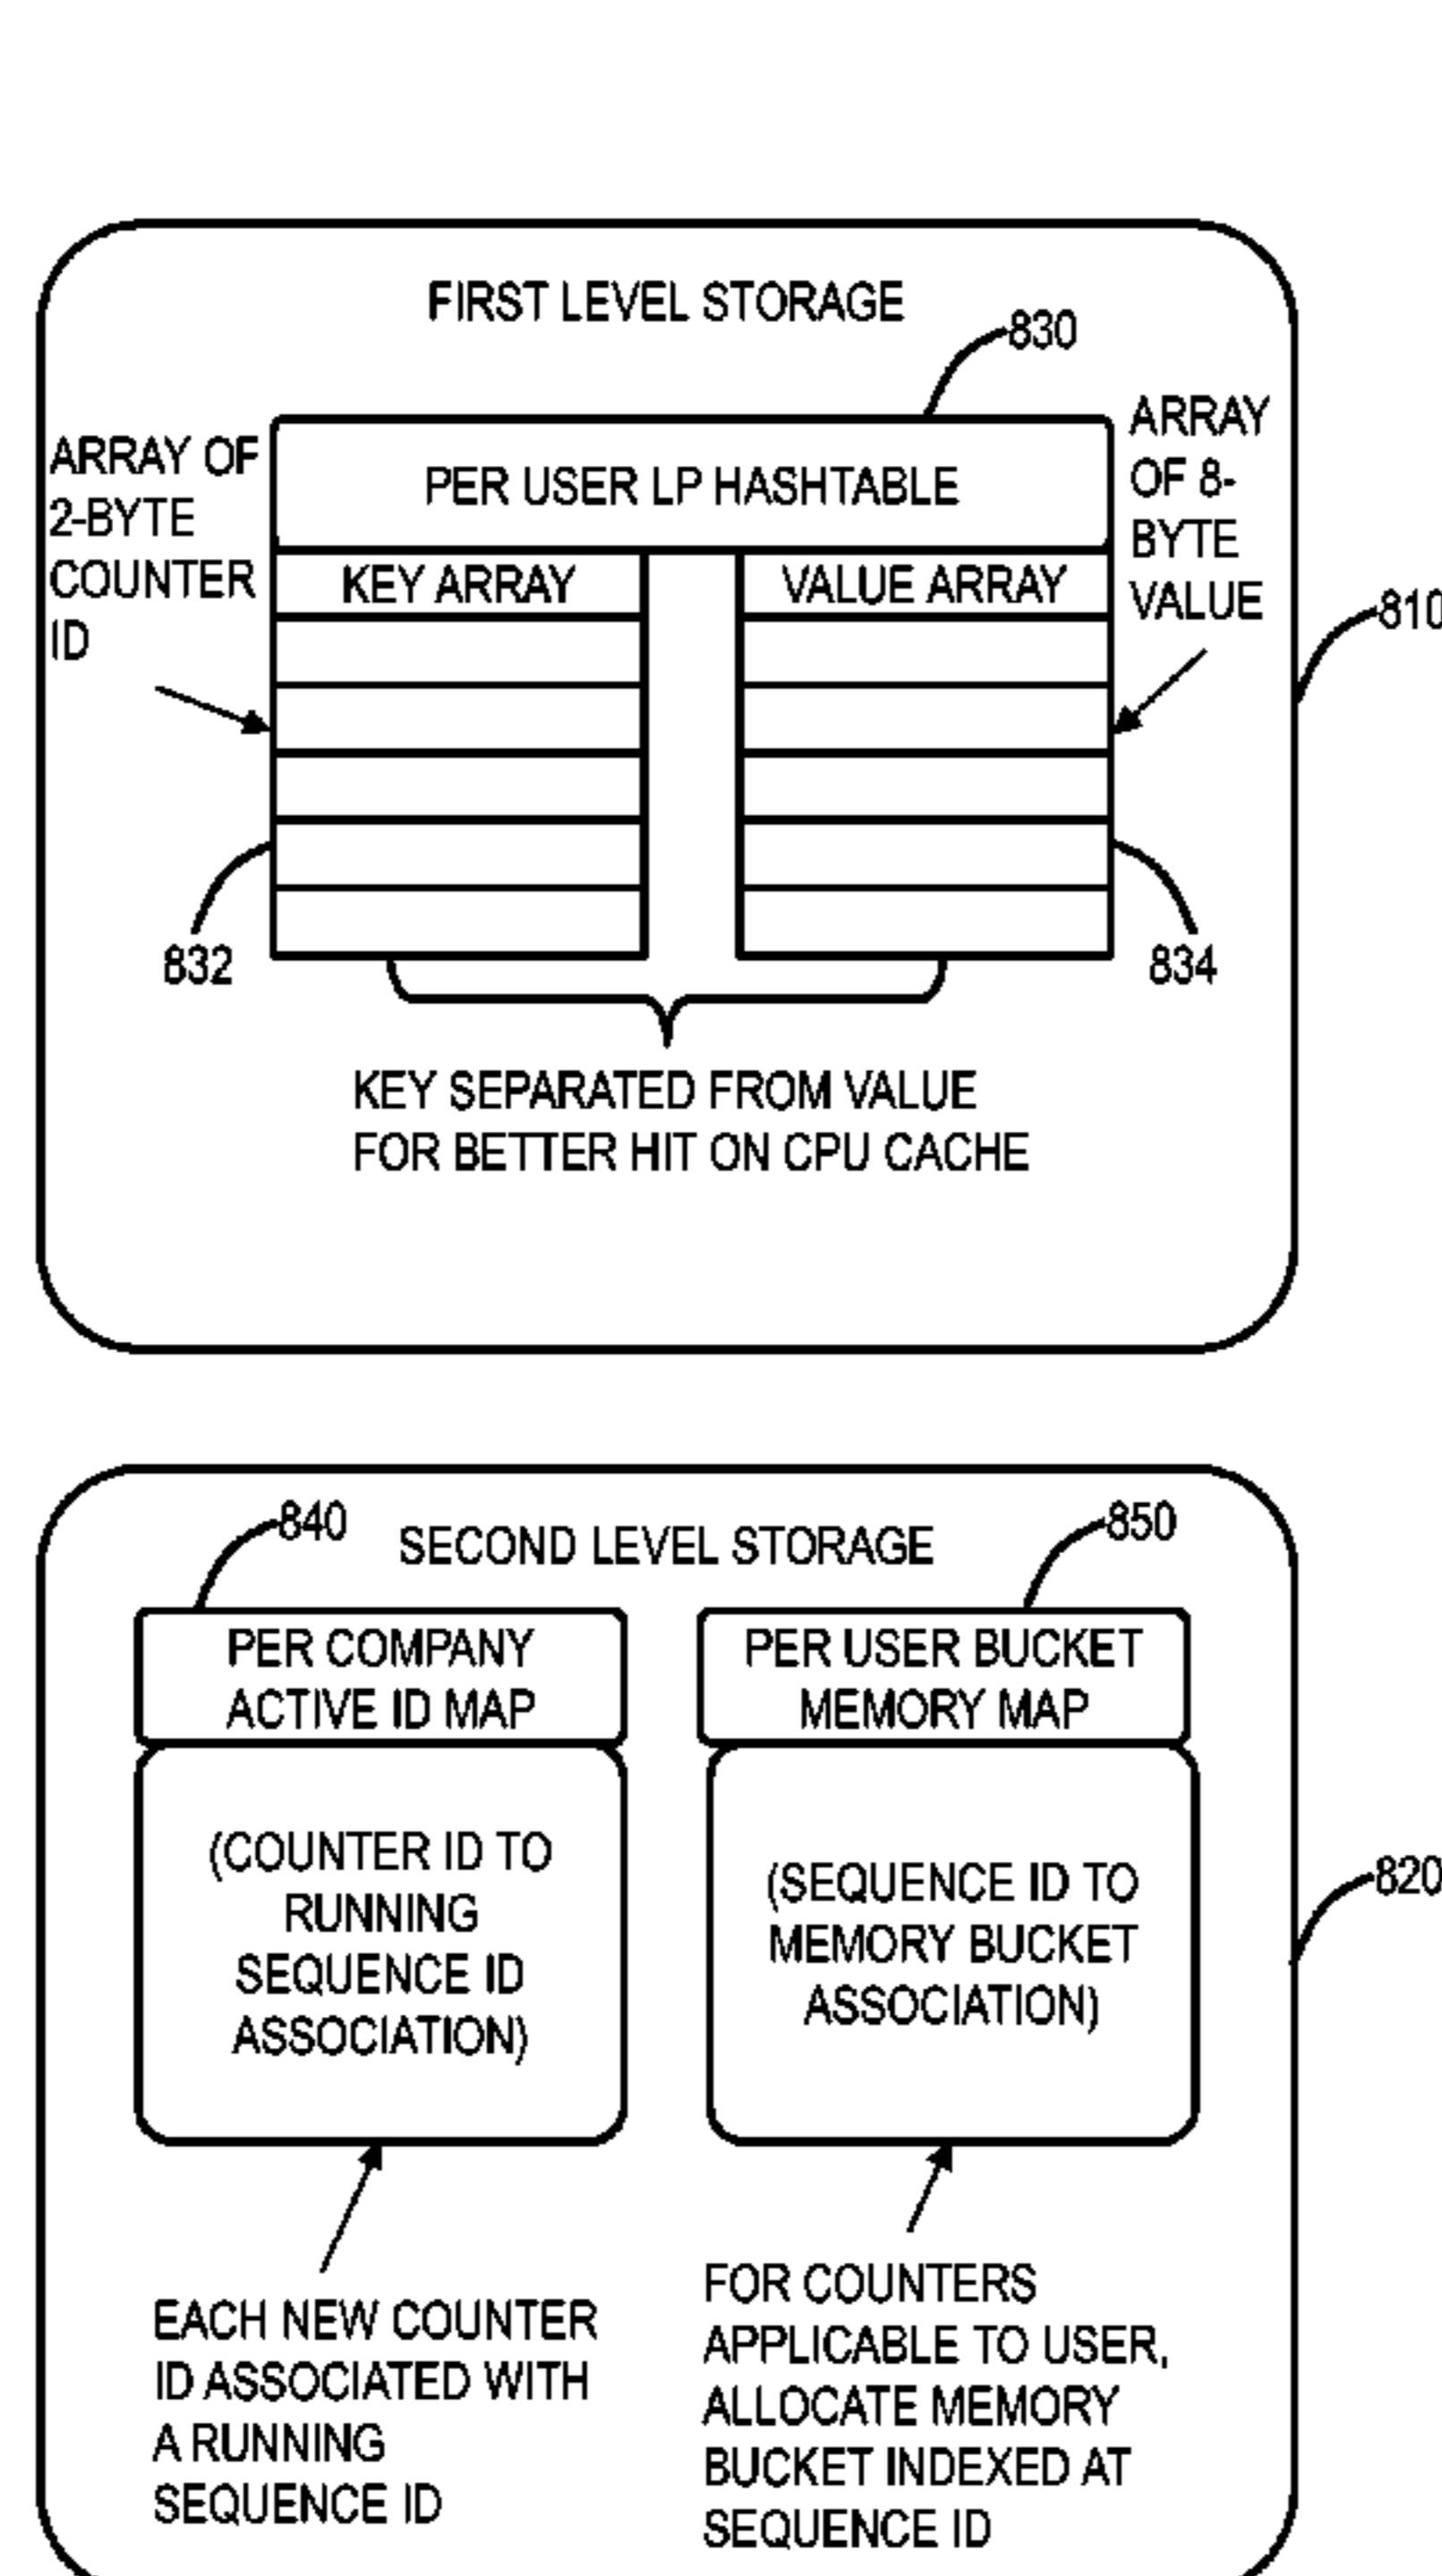 FIRST LEVEL STORAGE
830
ARRAY OF
2-BYTE
COUNTER
ID
PER USER LP HASHTABLE
KEY ARRAY
VALUE ARRAY
ARRAY
OF 8-
BYTE
VALUE
810
832
834
KEY SEPARATED FROM VALUE
FOR BETTER HIT ON CPU CACHE
840
SECOND LEVEL STORAGE
850
PER COMPANY
ACTIVE ID MAP
(COUNTER ID TO
RUNNING
SEQUENCE ID
ASSOCIATION)
PER USER BUCKET
MEMORY MAP
(SEQUENCE ID TO
MEMORY BUCKET
ASSOCIATION)
820
EACH NEW COUNTER
ID ASSOCIATED WITH
A RUNNING
SEQUENCE ID
FOR COUNTERS
APPLICABLE TO USER,
ALLOCATE MEMORY
BUCKET INDEXED AT
SEQUENCE ID